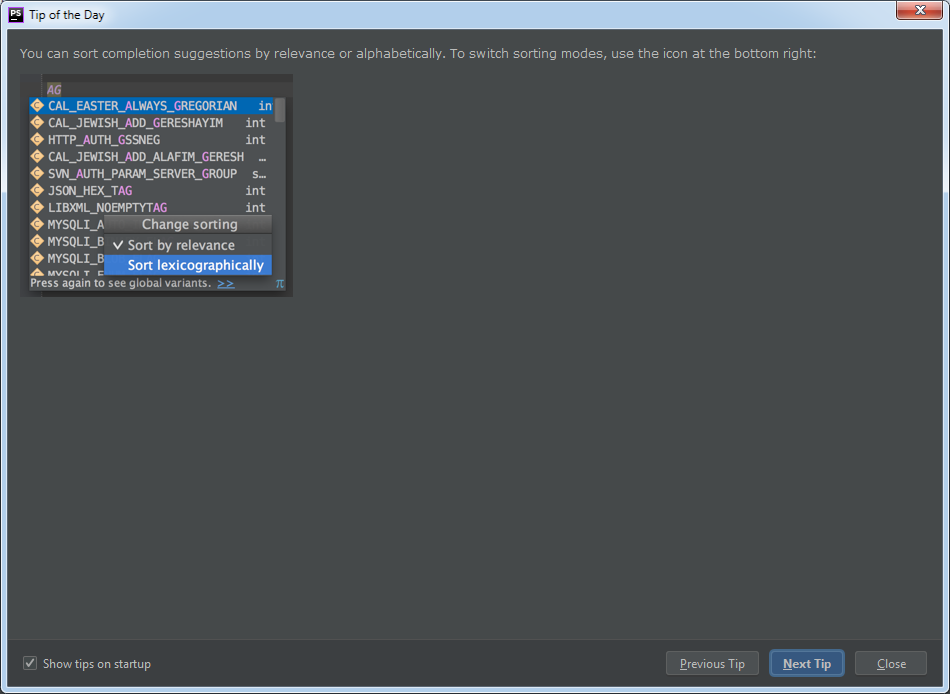 PS Tip of the Day
You can sort completion suggestions by relevance or alphabetically. To switch sorting modes, use the icon at the bottom right:
AG
C CAL_EASTER_ALWAYS_GREGORIAN in
C CAL_JEWISH_ADD_GERESHAYIM int
C HTTP_AUTH_GSSNEG int
C CAL_JEWISH_ADD_ALAFIM_GERESH …
C SVN_AUTH_PARAM_SERVER_GROUP s…
C JSON_HEX_TAG int
C LIBXML_NOEMPTYTAG int
C MYSQLI_A
Change sorting
C MYSQLI_B
✓ Sort by relevance
C MYSQLI_B
Sort lexicographically
Press again to see global variants. >> π
Show tips on startup
Previous Tip Next Tip Close